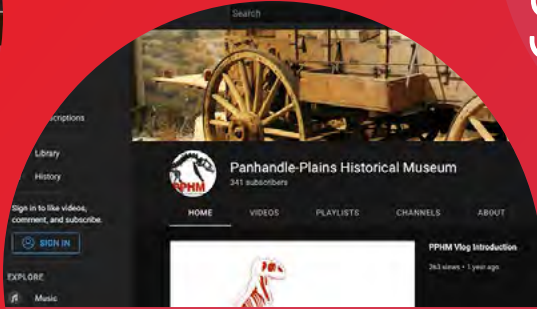 Search
scriptions
Library
History
Sign in to like videos,
comment, and subscribe.
SIGN IN
EXPLORE
Music
PPHM
Panhandle-Plains Historical Museum
341 subscribers
HOME
VIDEOS
PLAYLISTS
CHANNELS
ABOUT
PPHM Vlog Introduction
363 views • 1 year ago